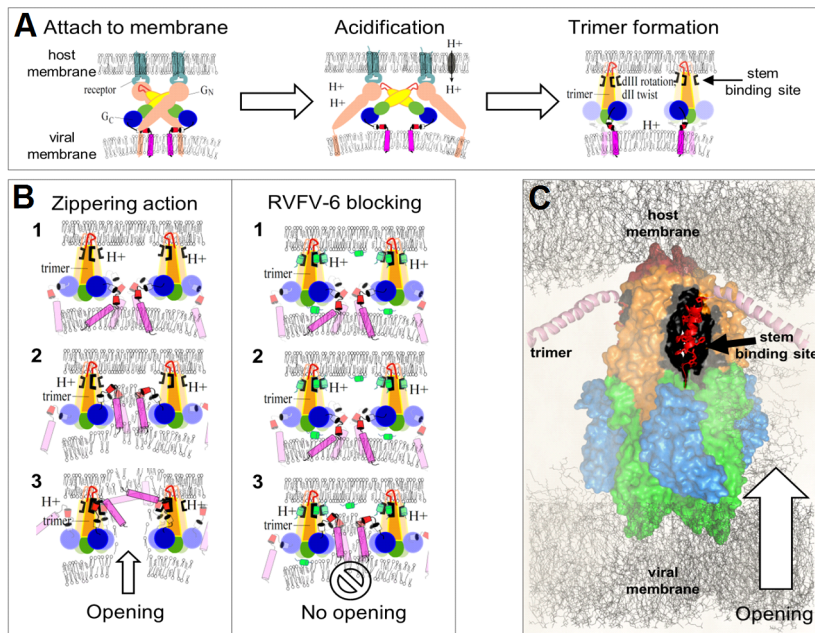 A
Attach to membrane
Acidification
Trimer formation
host
membrane
receptor
GN
GC
viral
membrane
H+
H+
H+
H+
H+
dIII rotation,
dII twist
trimer
H+
stem
binding site
B
Zippering action
1
H+
trimer
2
H+
H+
trimer
3
H+
H+
trimer
Opening
RVFV-6 blocking
1
H+
H+
trimer
2
H+
H+
trimer
3
H+
H+
trimer
No opening
C
host
membrane
trimer
stem
binding site
viral
membrane
Opening